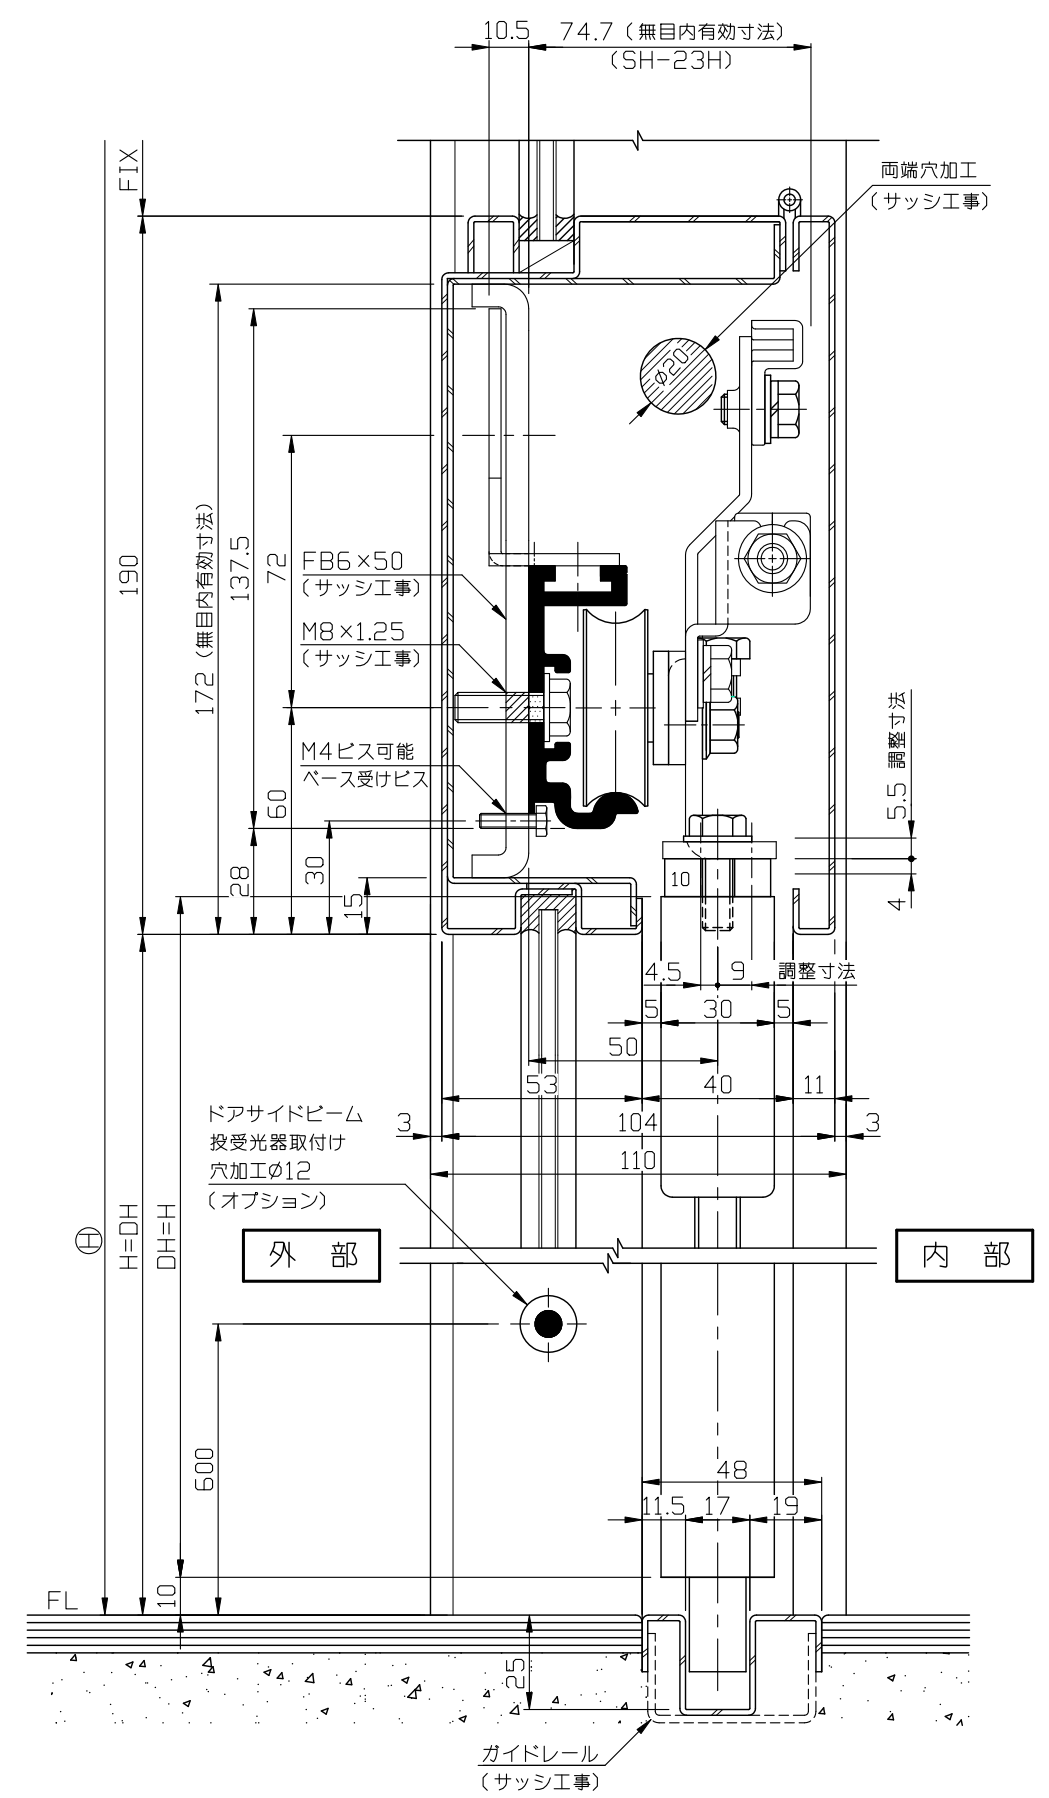 10.5
74.7 (無目内有効寸法)
(SH-23H)
FIX
両端穴加工
(サッシ工事)
φ20
190
172 (無目内有効寸法)
137.5
72
FB6×50
(サッシ工事)
M8×1.25
(サッシ工事)
M4ビス可能
ベース受けビス
60
30
28
15
5.5 調整寸法
4
10
4.5
9
調整寸法
5
30
5
50
53
40
11
3
104
3
110
ドアサイドビーム
投受光器取付け
穴加工φ12
(オプション)
Ⓗ
H=DH
DH=H
外 部
内 部
600
48
11.5
17
19
10
FL
25
ガイドレール
(サッシ工事)